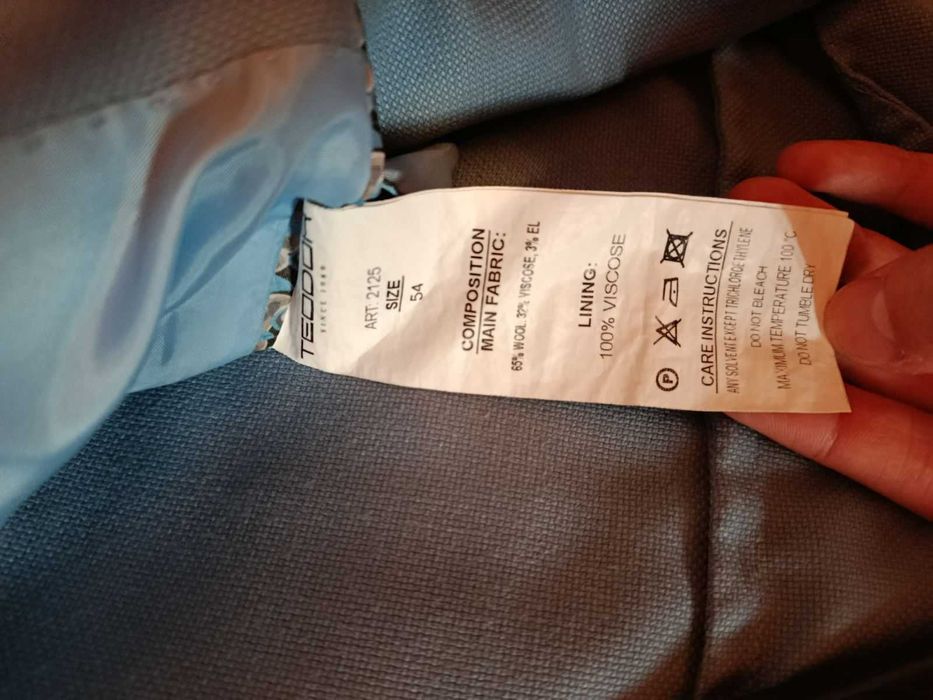 TEODOR
SINCE 1989
ART: 2125
SIZE
54
COMPOSITION
MAIN FABRIC:
65% WOOL, 32% VISCOSE, 3% EL
LINING:
100% VISCOSE
P
CARE INSTRUCTIONS
ANY SOLVENT EXCEPT TRICHLOROETHYLENE
DO NOT BLEACH
MAXIMUM TEMPERATURE 100 °C
DO NOT TUMBLE DRY